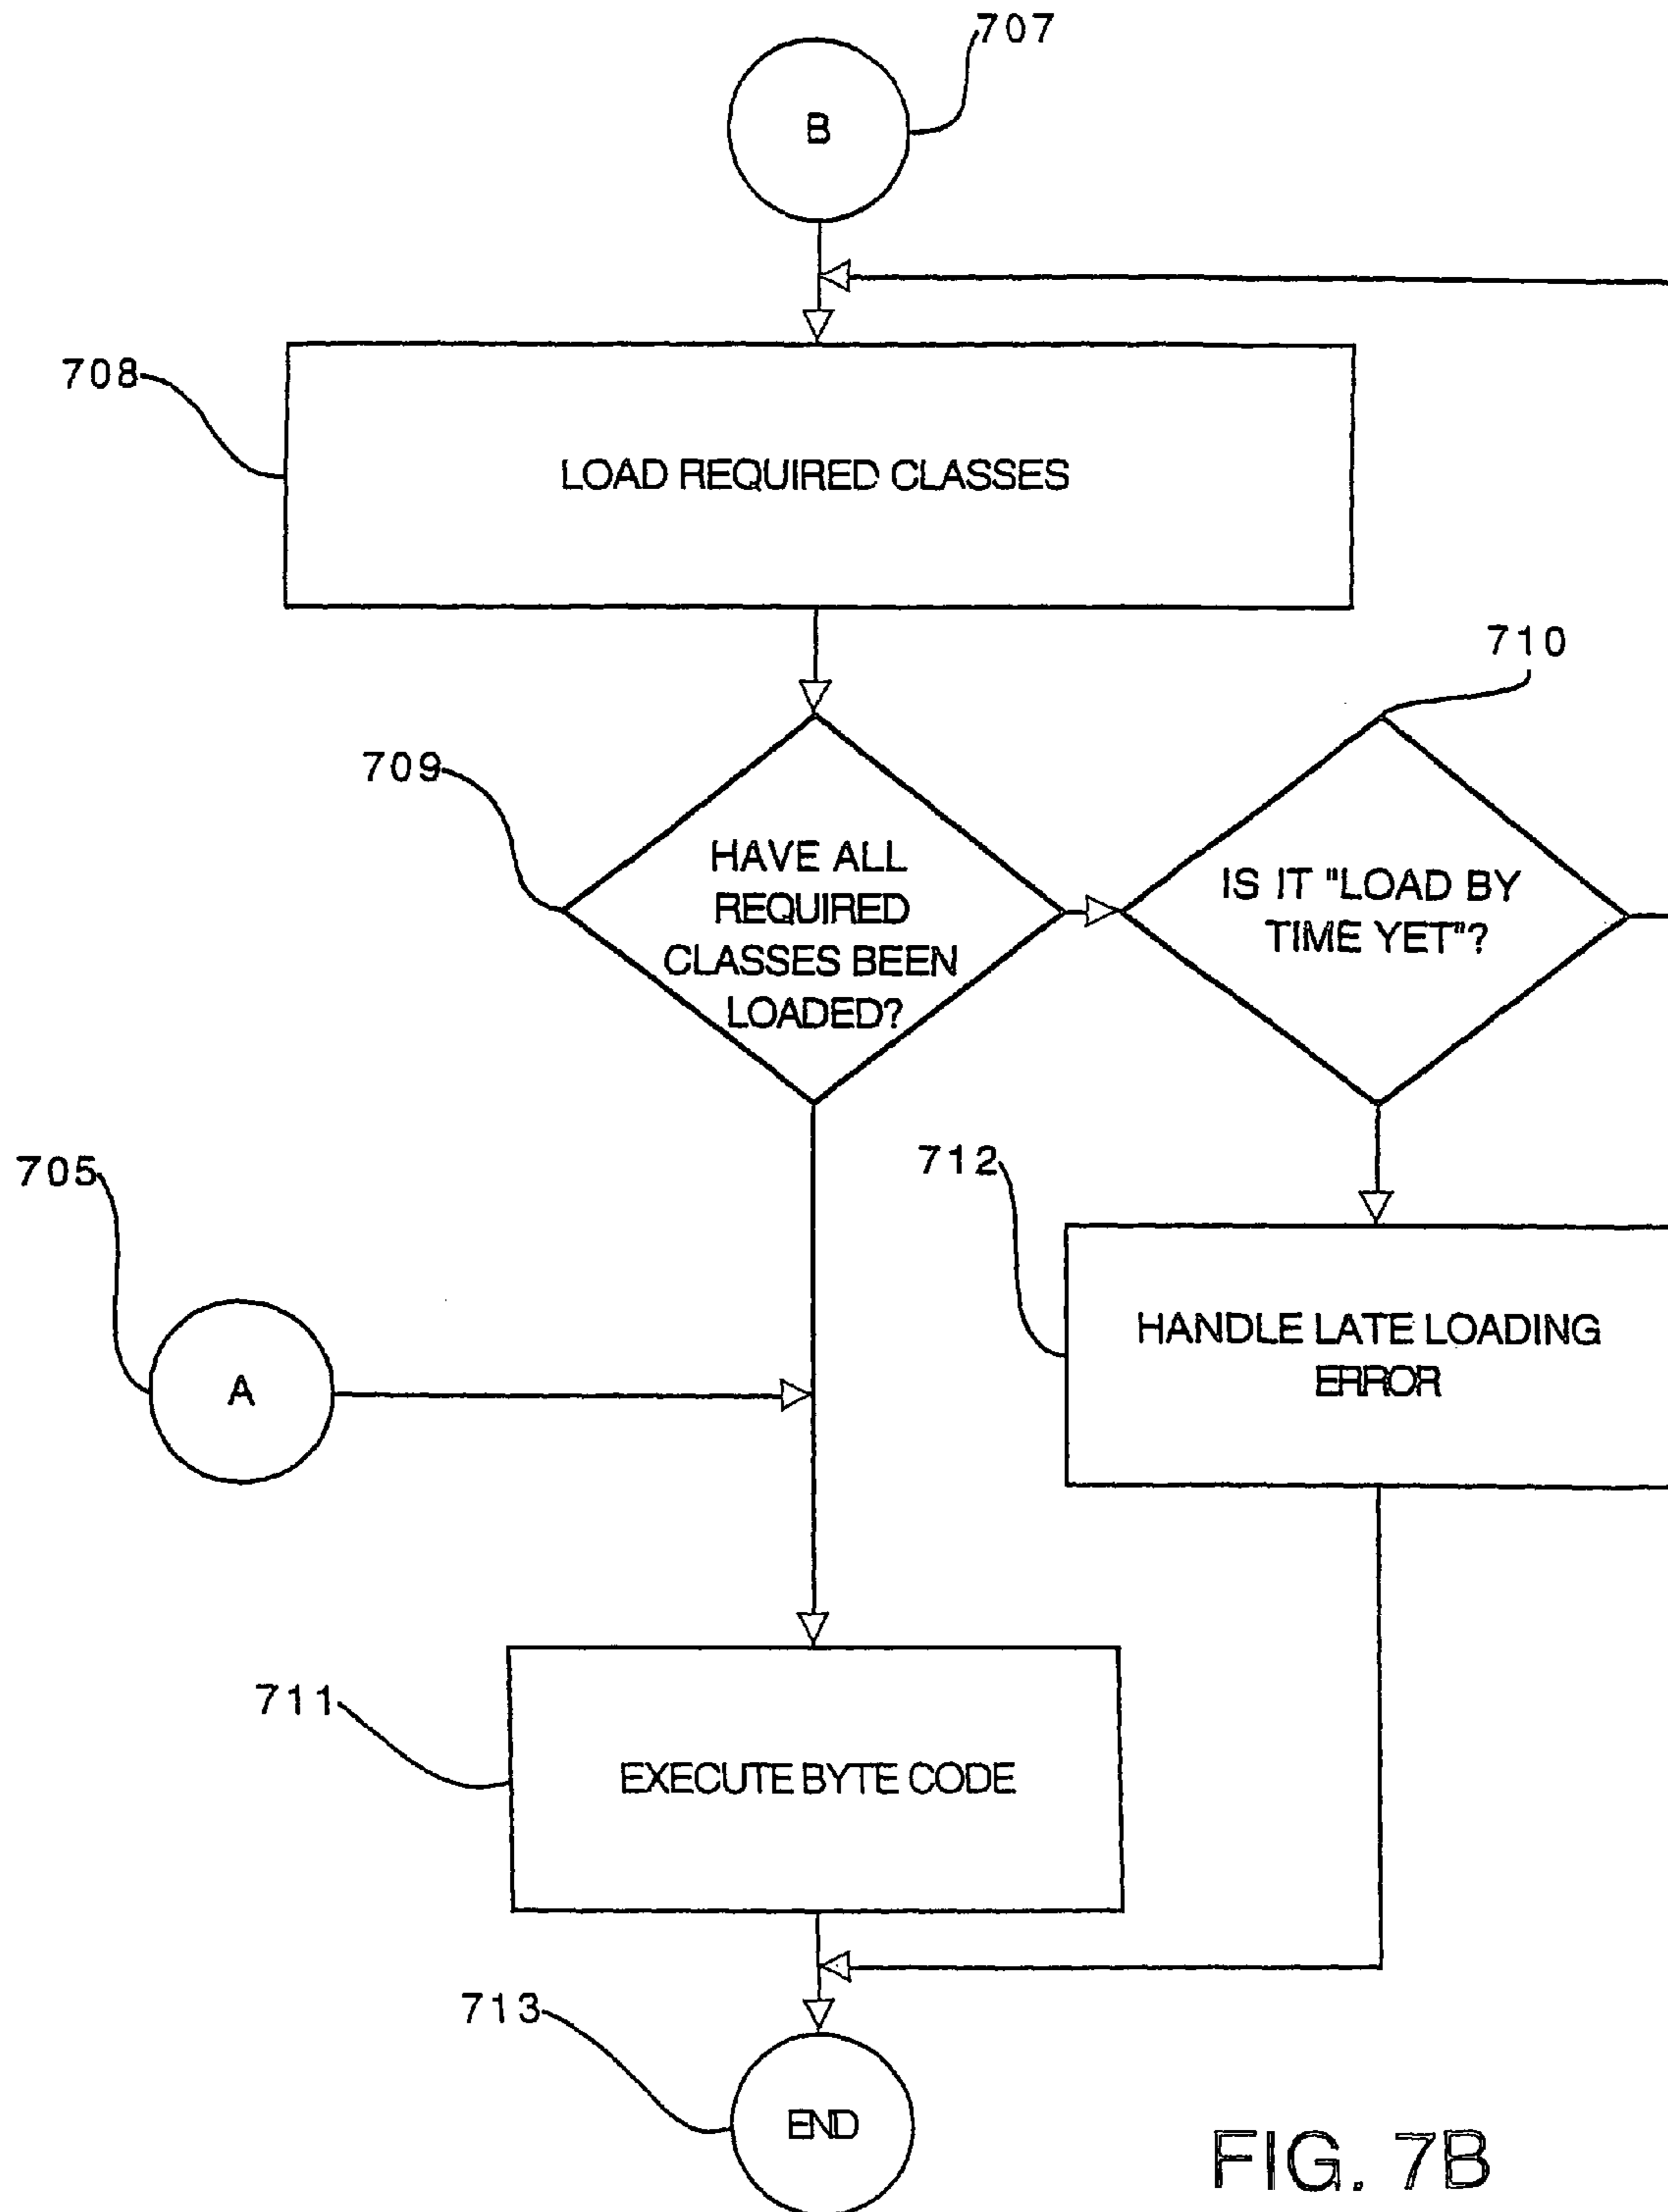 707
B
708
LOAD REQUIRED CLASSES
710
709
HAVE ALL
REQUIRED
CLASSES BEEN
LOADED?
IS IT "LOAD BY
TIME YET"?
705
712
A
HANDLE LATE LOADING
ERROR
711
EXECUTE BYTE CODE
713
END
FIG. 7B